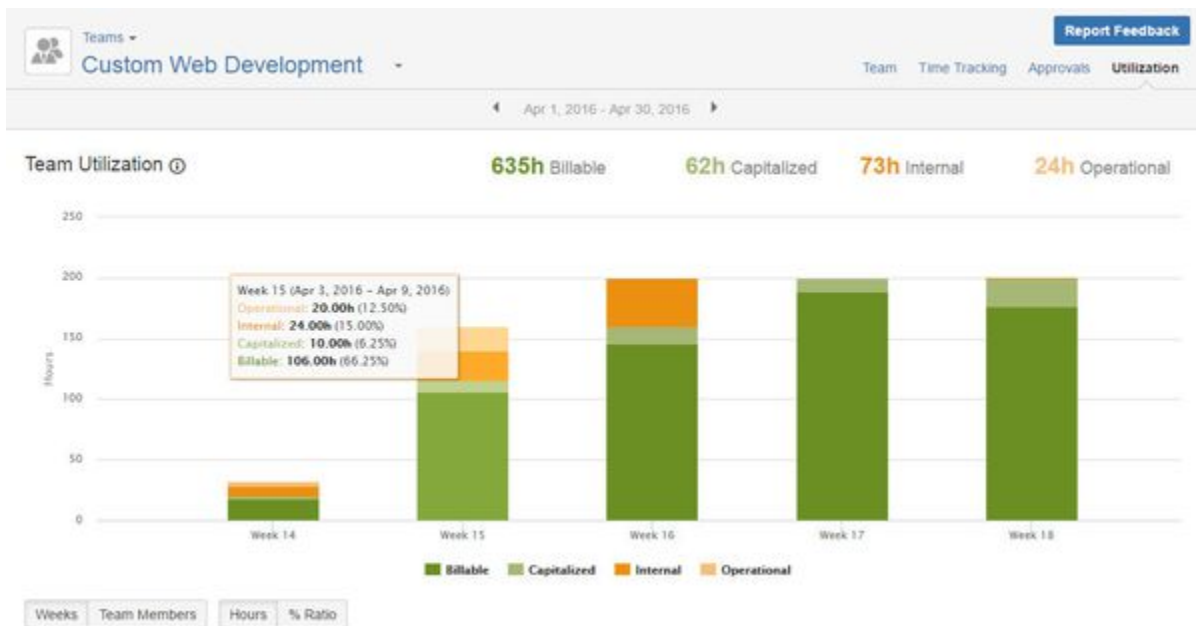 Teams
Report Feedback
Custom Web Development
Team Time Tracking Approvals Utilization
Apr 1, 2016 - Apr 30, 2016
Team Utilization
635h Billable 62h Capitalized 73h Internal 24h Operational
250
200
150
100
50
0
Hours
Week 15 (Apr 3, 2016 - Apr 9, 2016)
Operational: 20.00h (12.50%)
Internal: 24.00h (15.00%)
Capitalized: 10.00h (6.25%)
Billable: 106.00h (66.25%)
Week 14 Week 15 Week 16 Week 17 Week 18
Billable Capitalized Internal Operational
Weeks Team Members Hours % Ratio